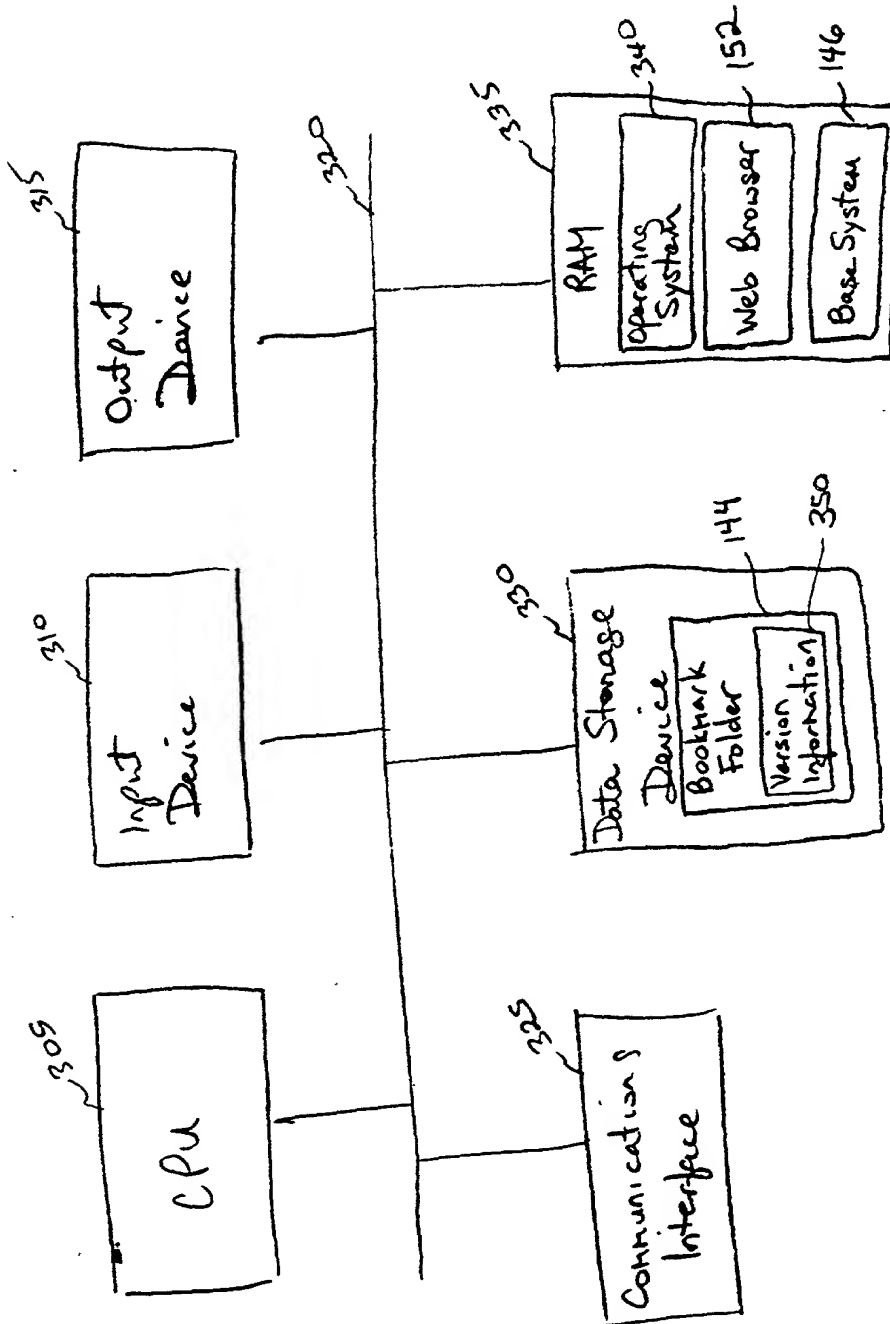 305
CPU
310
Input
Device
315
Output
Device
320
325
Communications
Interface
330
Data Storage
Device
Bookmark
Folder
144
Version
Information
350
335
RAM
Operating
System
340
Web Browser
152
Base System
146